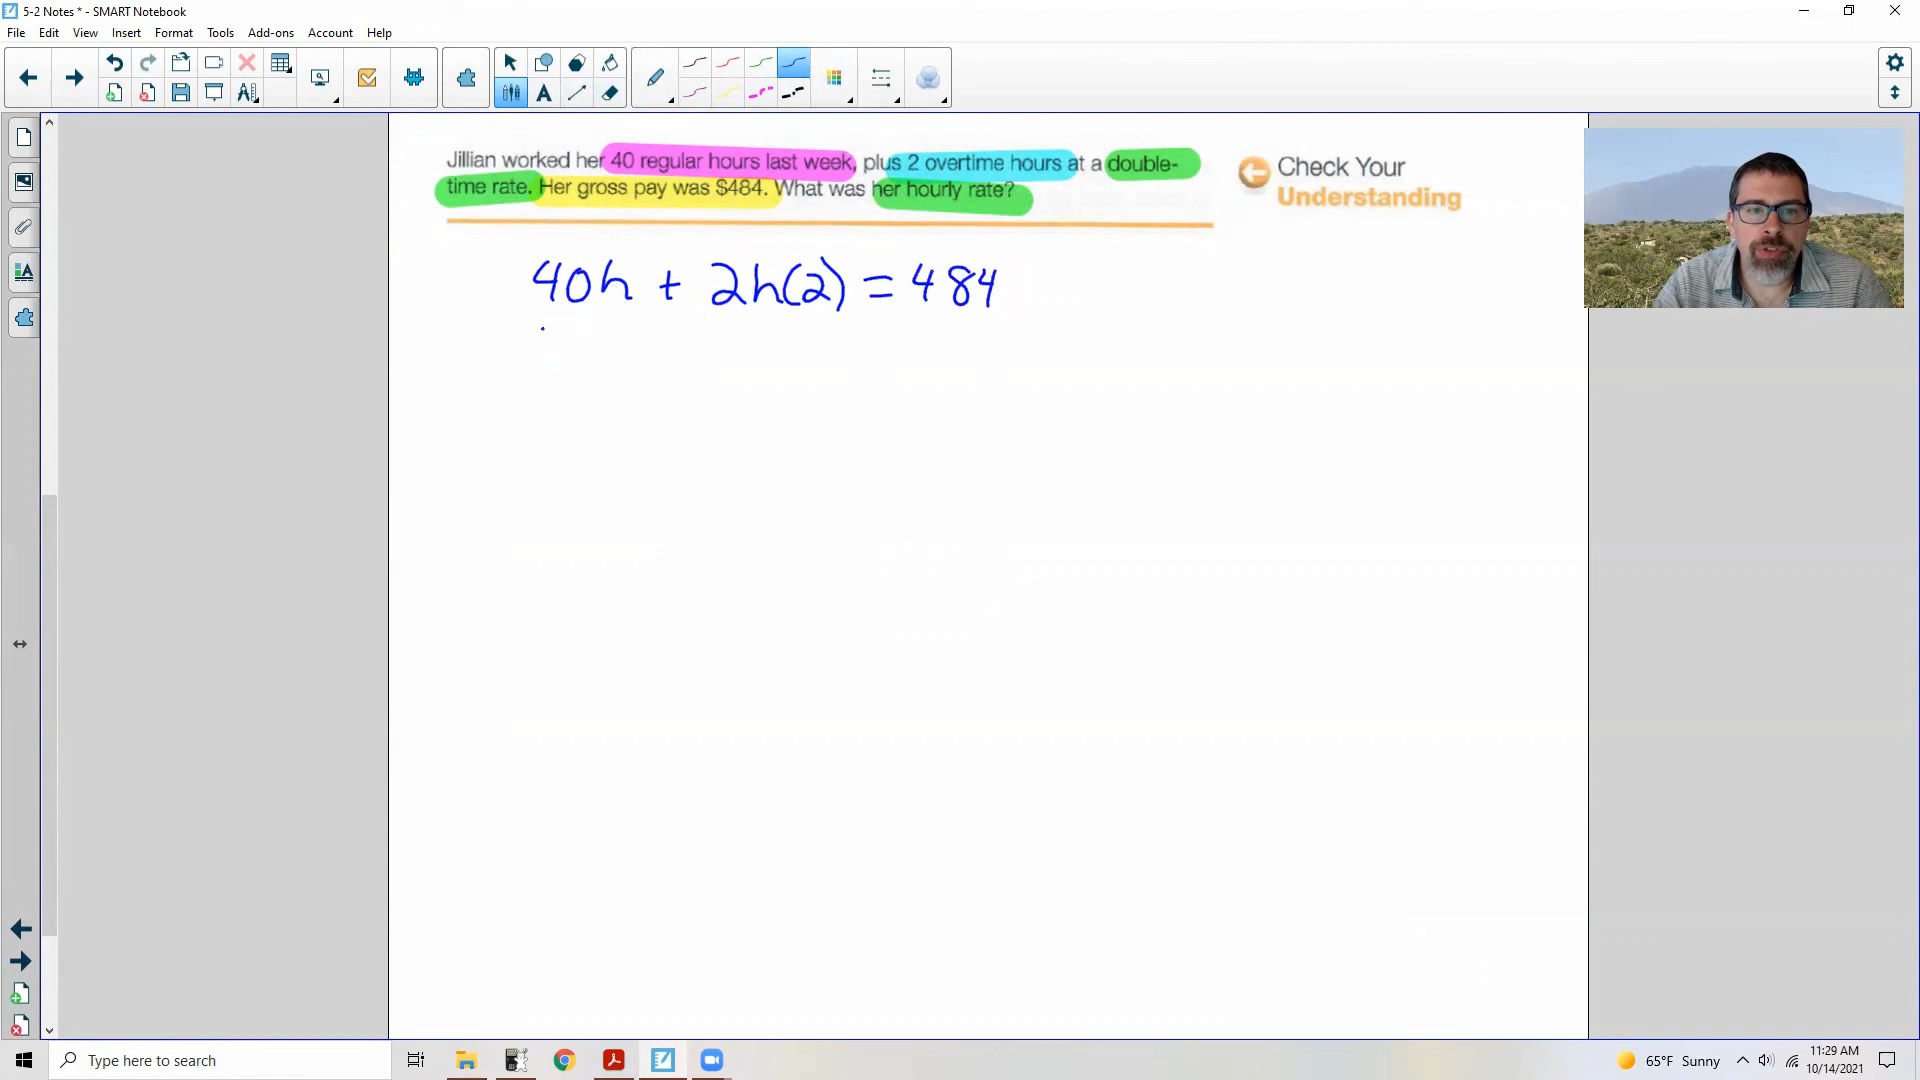 5-2 Notes * - SMART Notebook
File Edit View Insert Format Tools Add-ons Account Help
Jillian worked her 40 regular hours last week, plus 2 overtime hours at a double-
time rate. Her gross pay was $484. What was her hourly rate?
Check Your
Understanding
40h + 2h(2) = 484
Type here to search
65°F Sunny
11:29 AM
10/14/2021